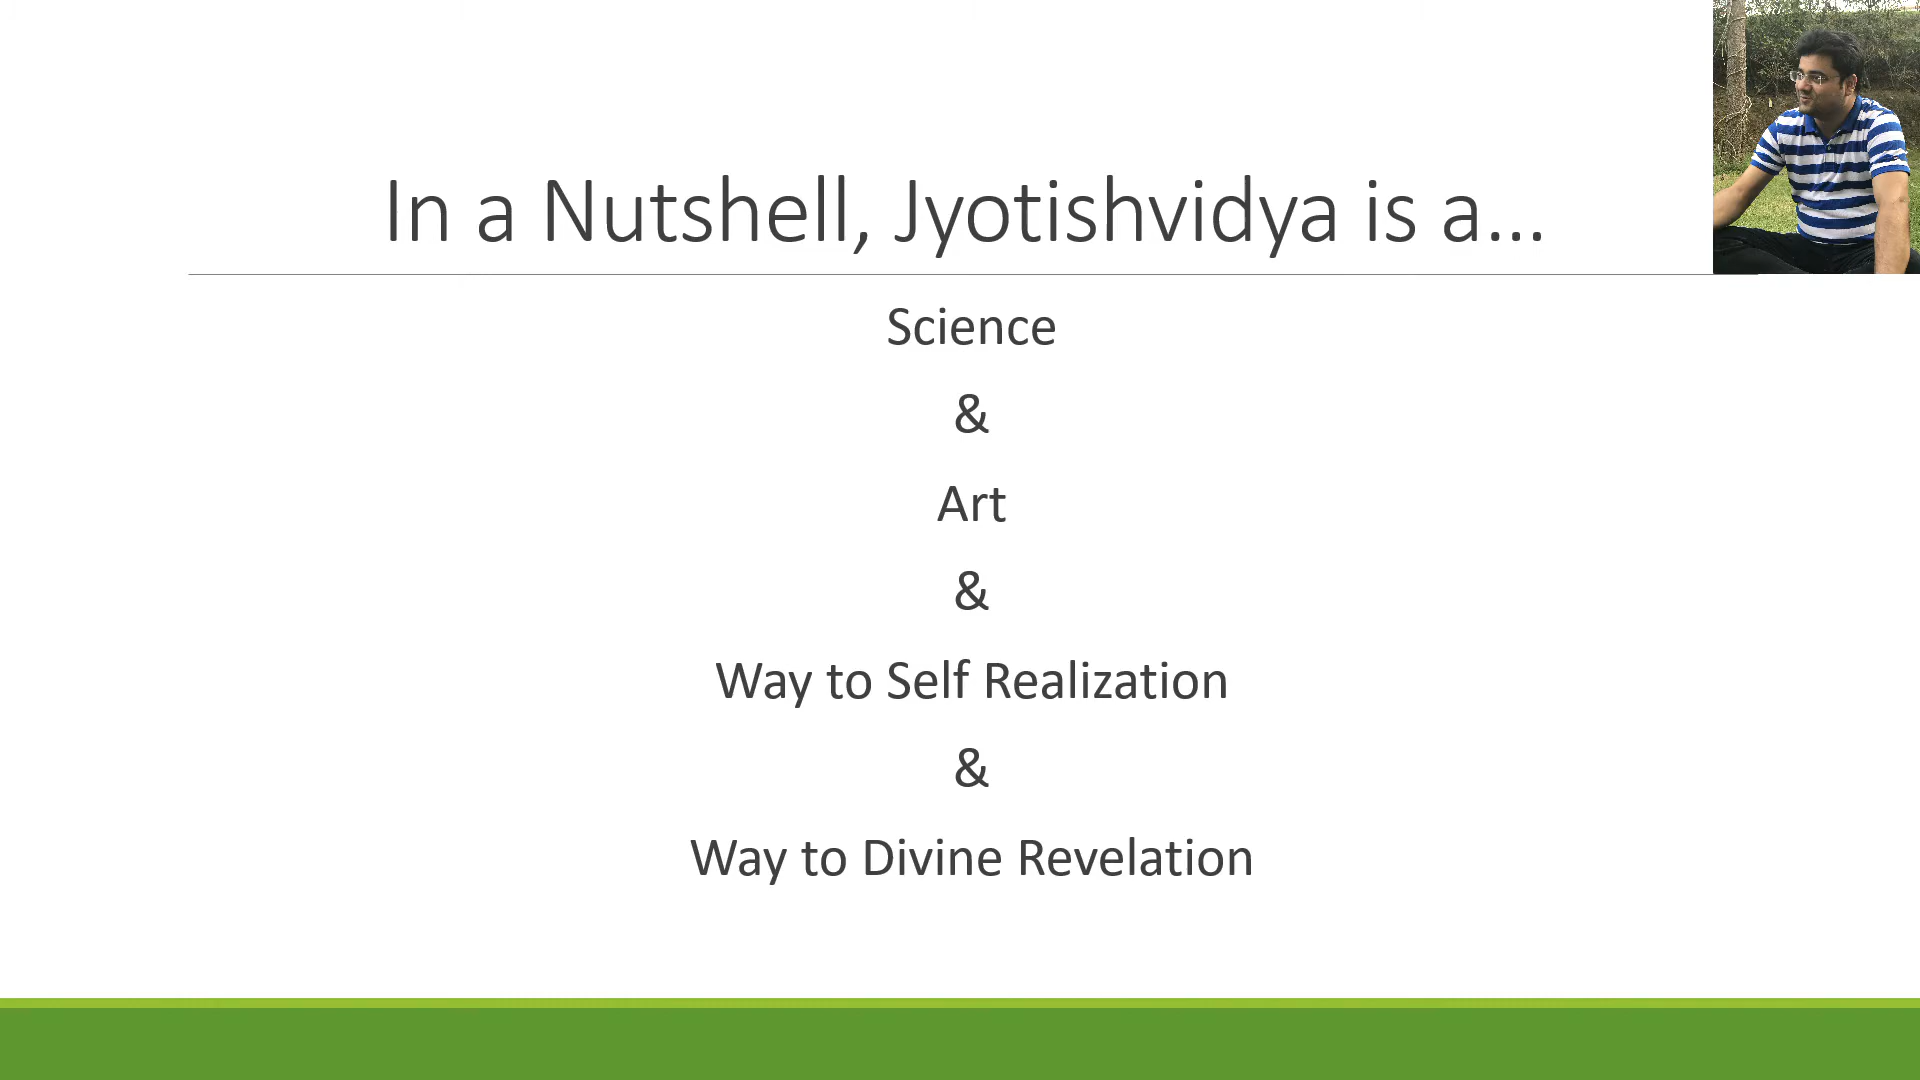 In a Nutshell, Jyotishvidya is a...
Science
&
Art
&
Way to Self Realization
&
Way to Divine Revelation